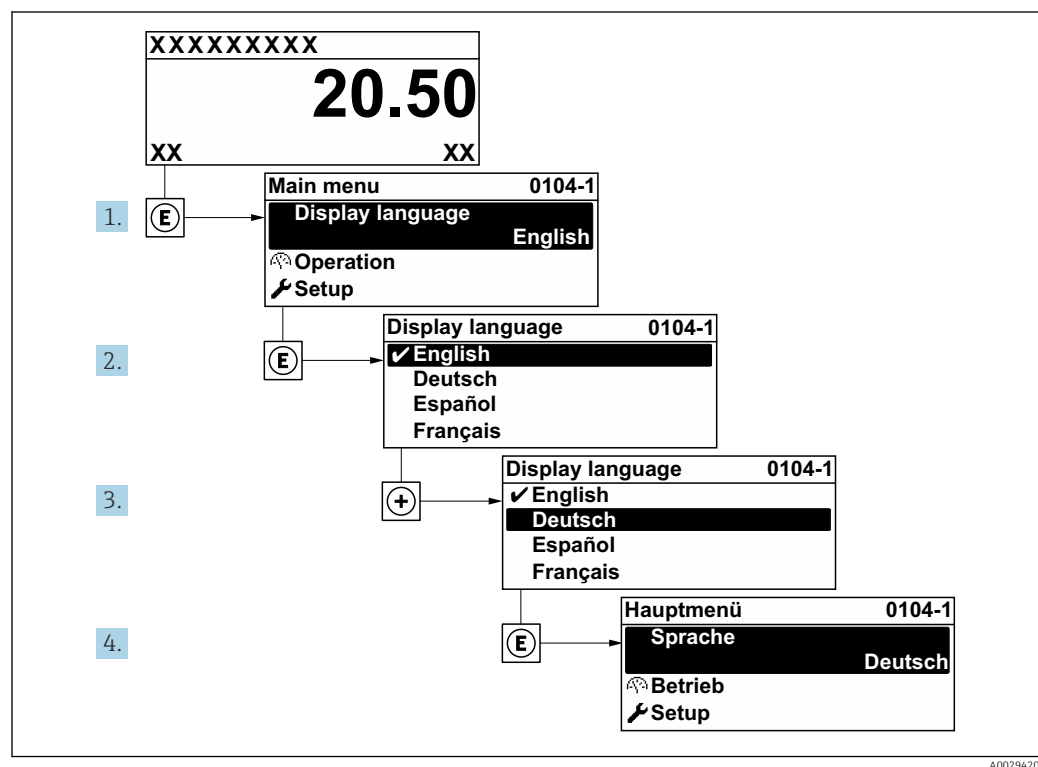 XXXXXXXXX
20.50
XX XX
1.
E
Main menu 0104-1
Display language
English
Operation
Setup
2.
E
Display language 0104-1
✔ English
Deutsch
Español
Français
3.
+
Display language 0104-1
✔ English
Deutsch
Español
Français
4.
E
Hauptmenü 0104-1
Sprache
Deutsch
Betrieb
Setup
A0029420